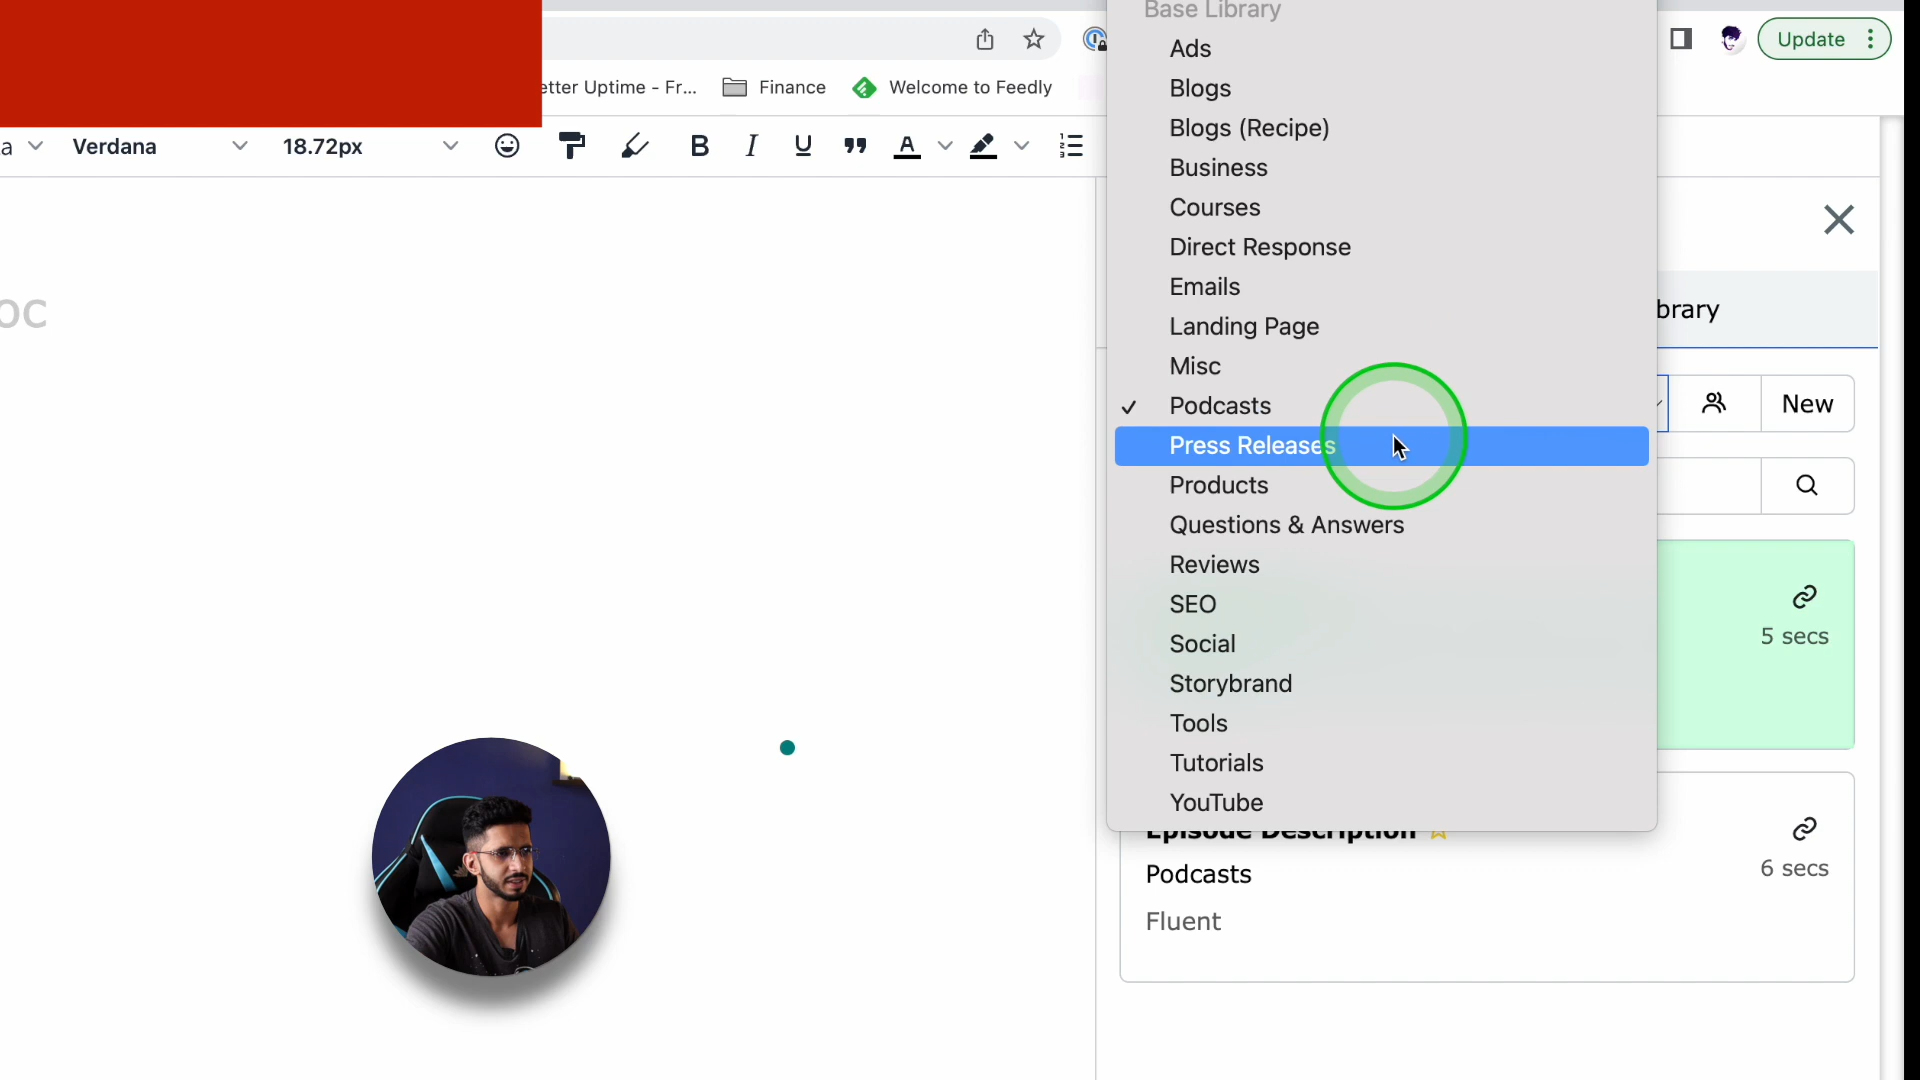 Base Library
Update
Ads
etter Uptime - Fr...
Finance
Welcome to Feedly
Blogs
Blogs (Recipe)
a
Verdana
18.72px
B
I
U
A
Business
Courses
Direct Response
Emails
oc
brary
Landing Page
Misc
Podcasts
New
Press Releases
Products
Questions & Answers
Reviews
SEO
5 secs
Social
Storybrand
Tools
Tutorials
YouTube
Episode Description
Podcasts
6 secs
Fluent